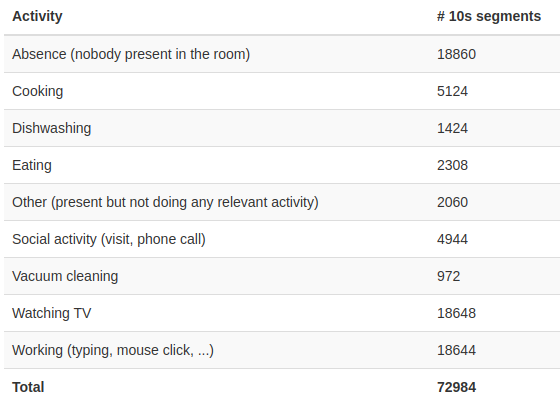 Activity # 10s segments
Absence (nobody present in the room) 18860
Cooking 5124
Dishwashing 1424
Eating 2308
Other (present but not doing any relevant activity) 2060
Social activity (visit, phone call) 4944
Vacuum cleaning 972
Watching TV 18648
Working (typing, mouse click, ...) 18644
Total 72984